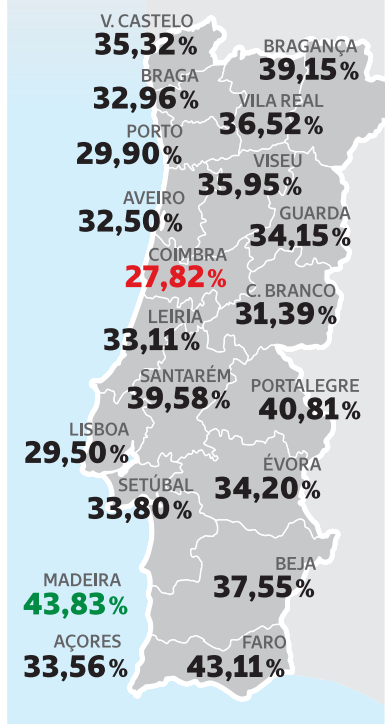 V. CASTELO
35,32%
BRAGANÇA
39,15%
BRAGA
32,96%
VILA REAL
36,52%
PORTO
29,90%
VISEU
35,95%
AVEIRO
32,50%
GUARDA
34,15%
COIMBRA
27,82%
C. BRANCO
31,39%
LEIRIA
33,11%
SANTARÉM
39,58%
PORTALEGRE
40,81%
LISBOA
29,50%
ÉVORA
34,20%
SETÚBAL
33,80%
BEJA
37,55%
MADEIRA
43,83%
AÇORES
33,56%
FARO
43,11%